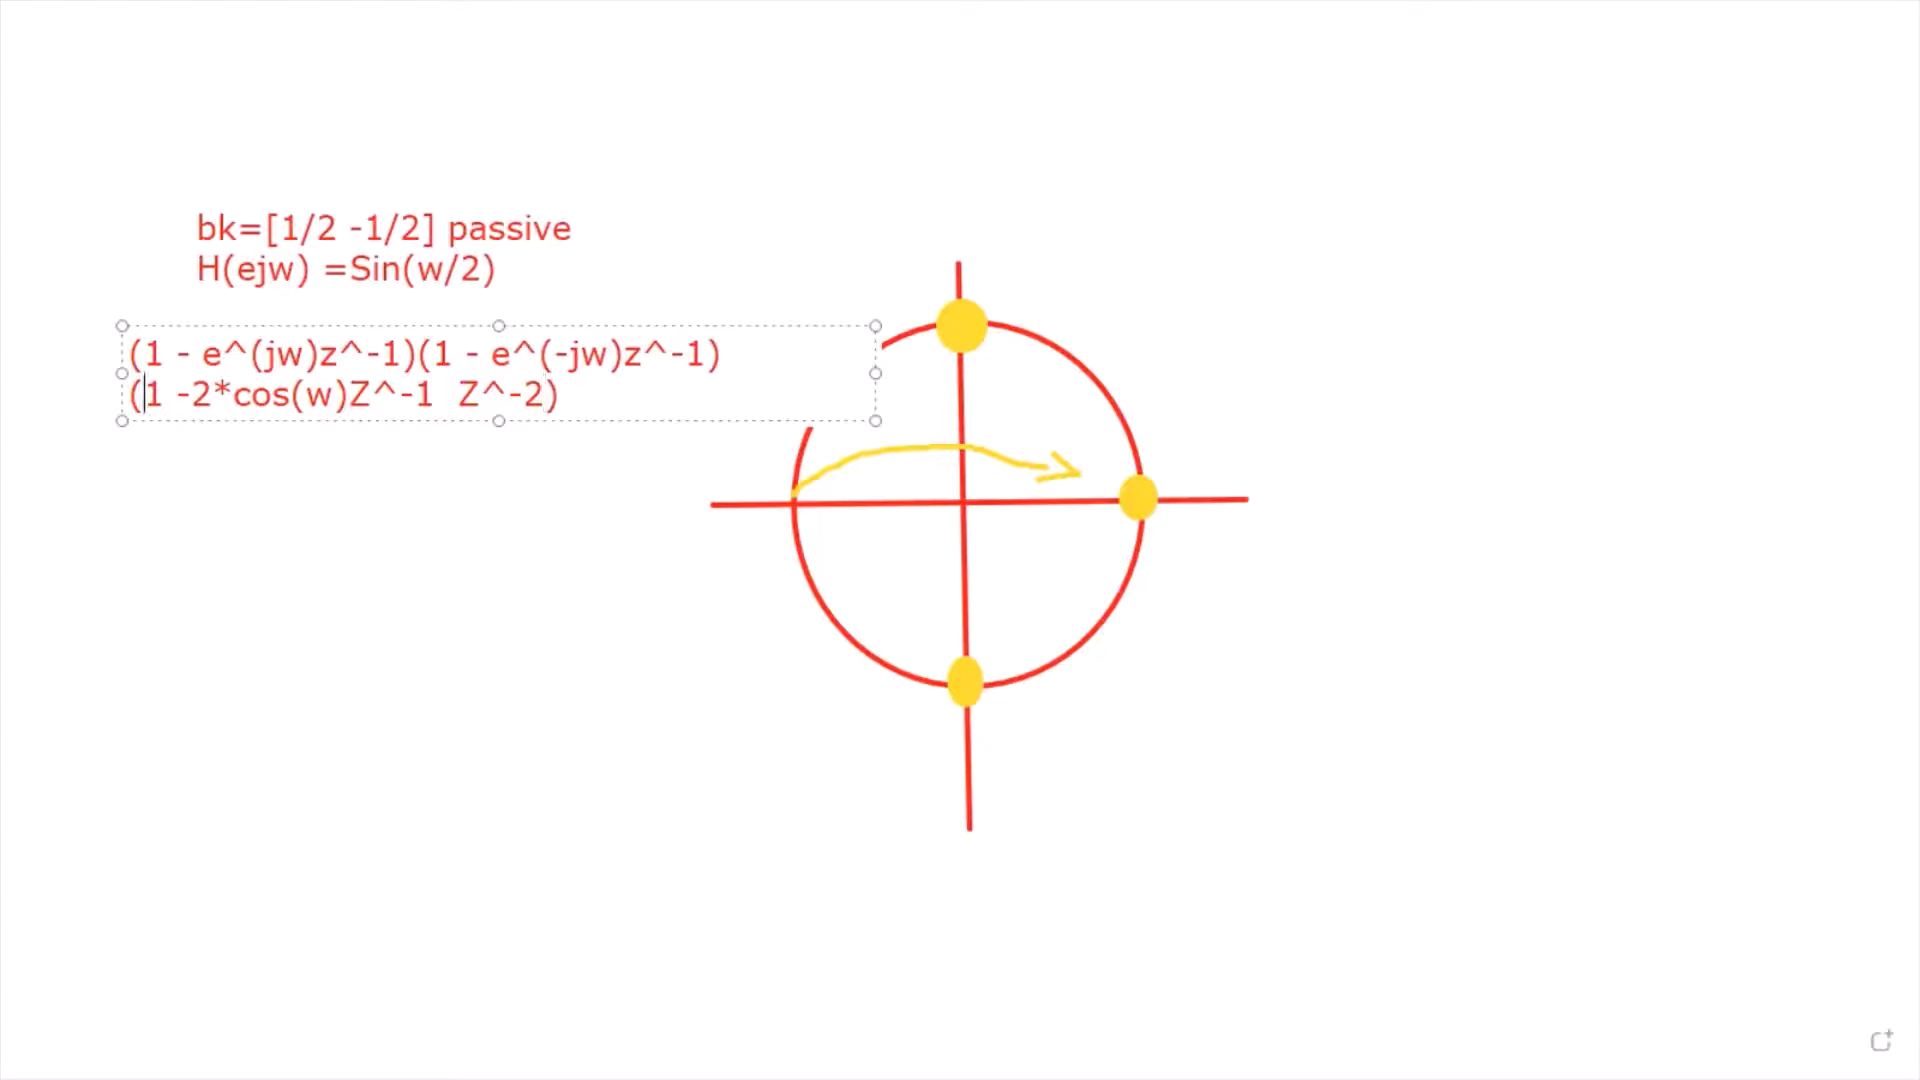 bk=[1/2 -1/2] passive
H(ejw) =Sin(w/2)
(1 - e^(jw)z^-1)(1 - e^(-jw)z^-1)
(1 -2*cos(w)Z^-1  Z^-2)